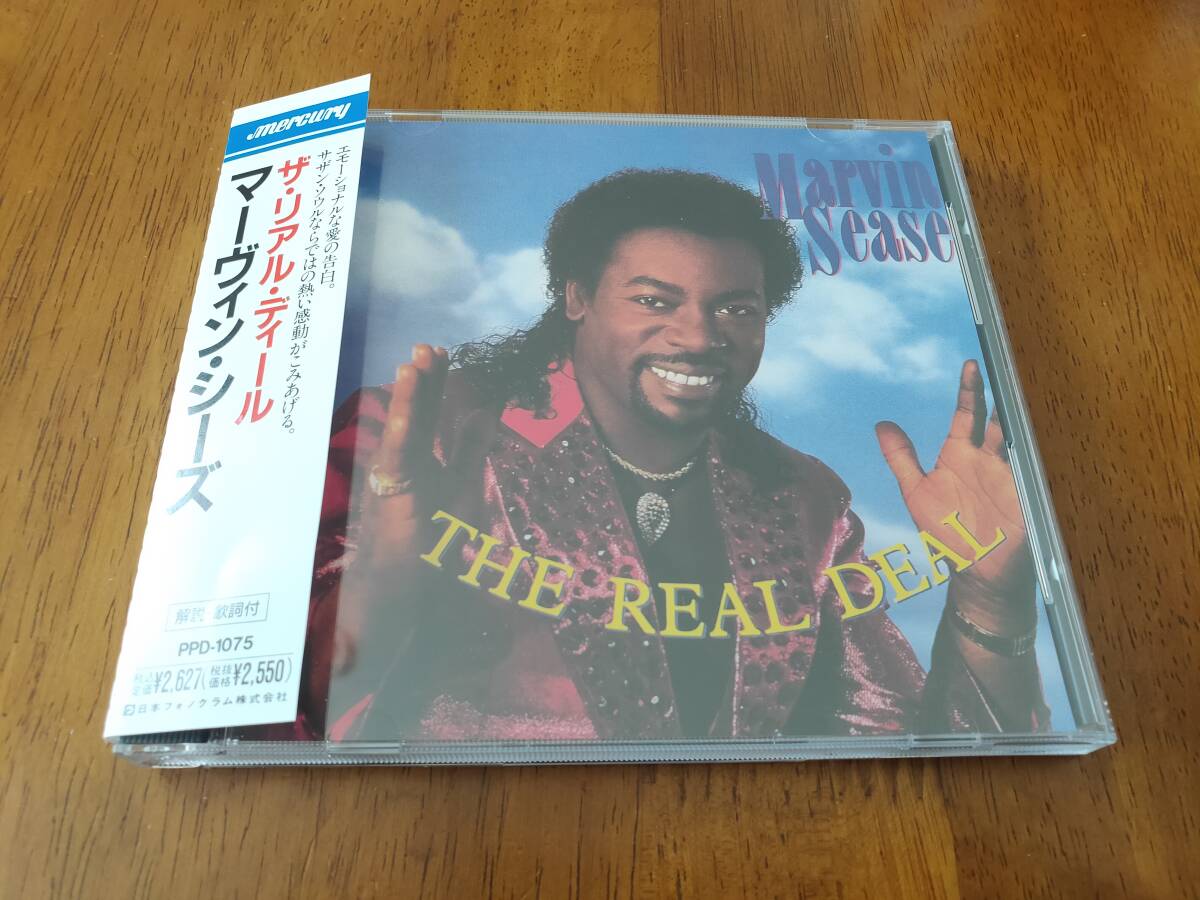 mercury
エモーショナルな愛の告白。
サザン・ソウルならではの熱い感動がこみあげる。
ザ・リアル・ディール
マーヴィン・シーズ
解説 歌詞付
PPD-1075
税込定価¥2,627(税抜価格¥2,550)
日本フォノグラム株式会社
Marvin
Sease
THE REAL DEAL